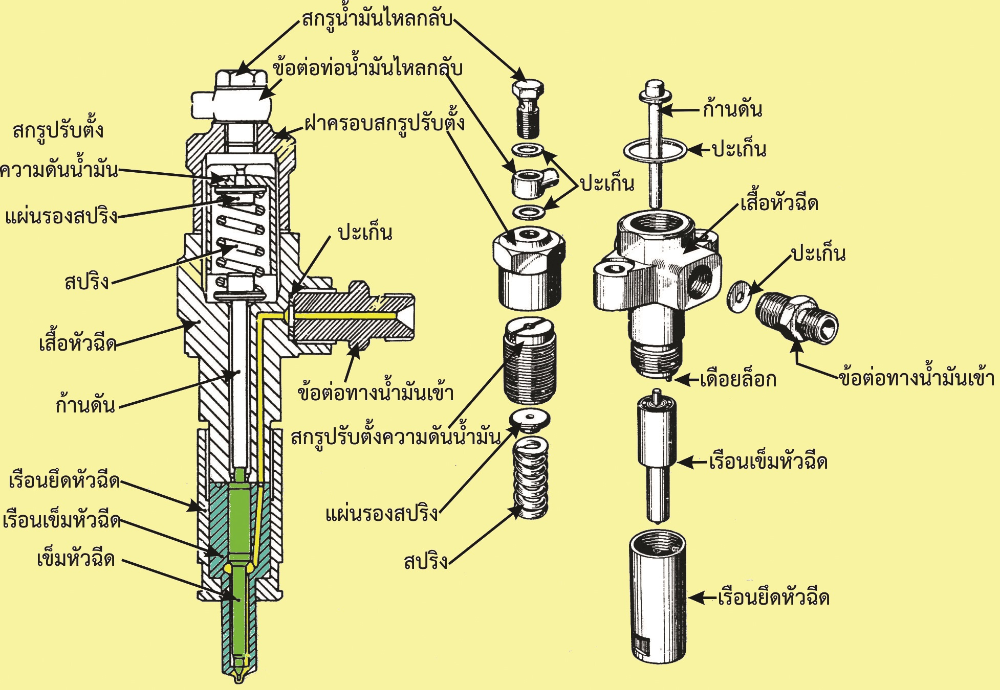 สกรูน้ำมันไหลกลับ
ข้อต่อท่อน้ำมันไหลกลับ
ฝาครอบสกรูปรับตั้ง
สกรูปรับตั้ง
ความดันน้ำมัน
แผ่นรองสปริง
สปริง
เสื้อหัวฉีด
ก้านดัน
เรือนยึดหัวฉีด
เรือนเข็มหัวฉีด
เข็มหัวฉีด
ปะเก็น
ข้อต่อทางน้ำมันเข้า
ปะเก็น
สกรูปรับตั้งความดันน้ำมัน
แผ่นรองสปริง
สปริง
ก้านดัน
ปะเก็น
เสื้อหัวฉีด
ปะเก็น
ข้อต่อทางน้ำมันเข้า
เดือยล็อก
เรือนเข็มหัวฉีด
เรือนยึดหัวฉีด